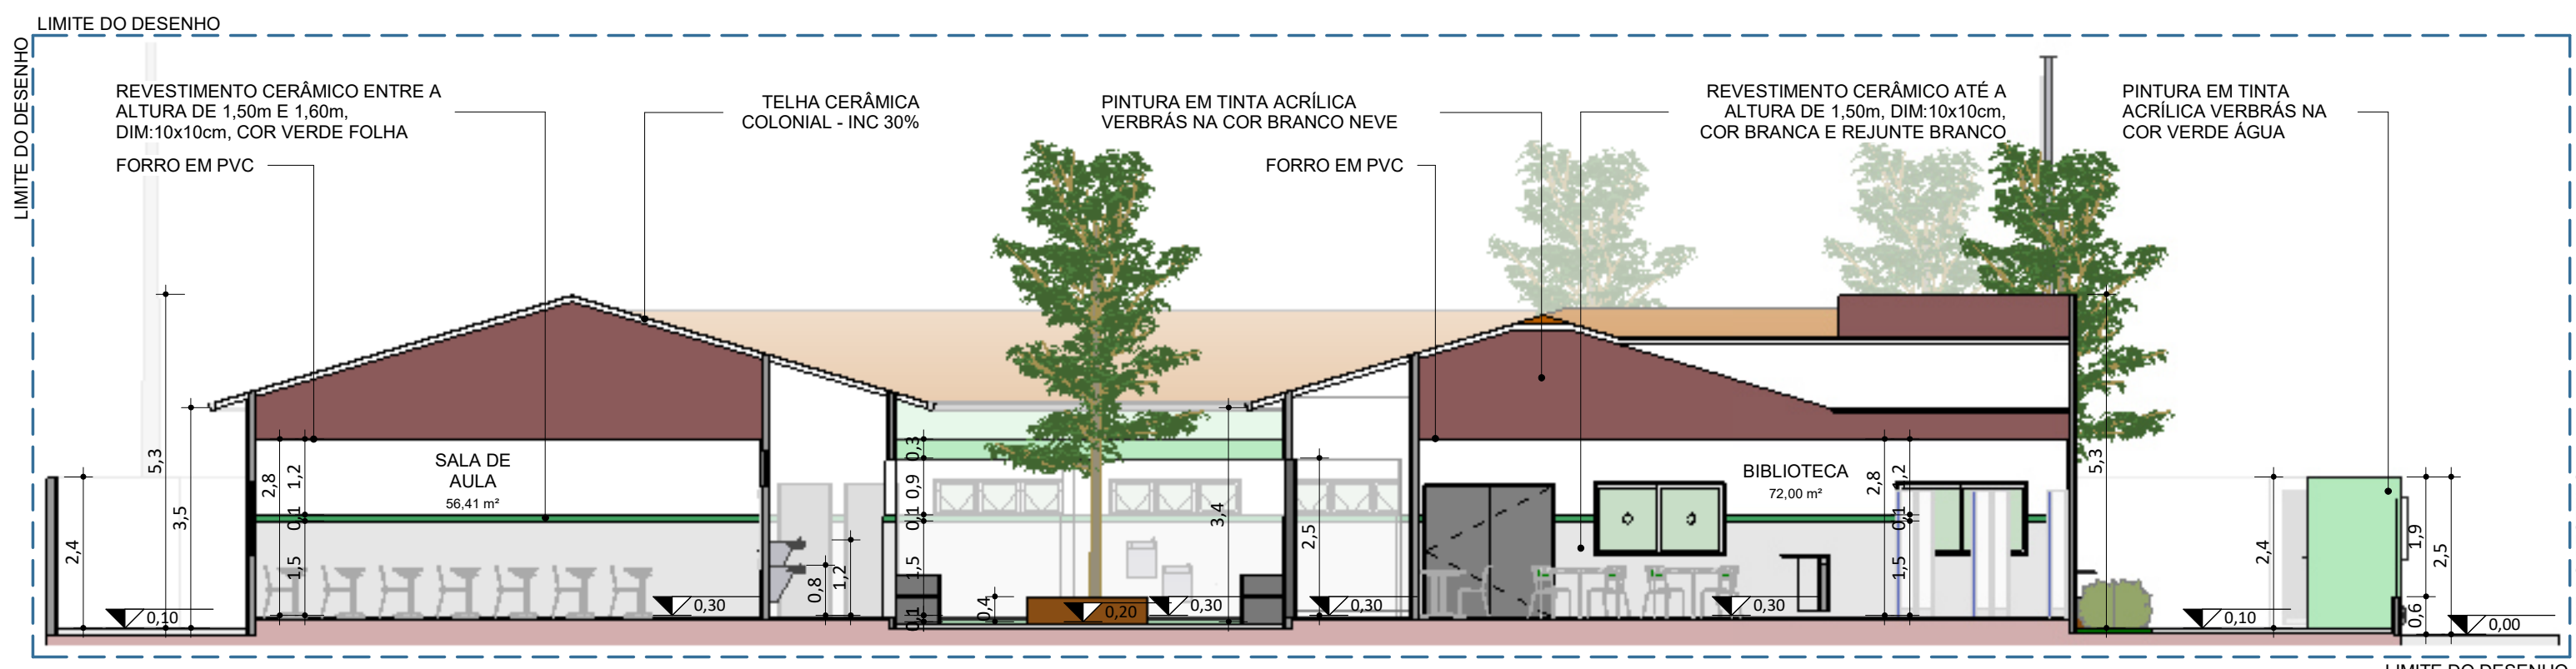 LIMITE DO DESENHO
LIMITE DO DESENHO
REVESTIMENTO CERÂMICO ENTRE A
ALTURA DE 1,50m E 1,60m,
DIM:10x10cm, COR VERDE FOLHA
FORRO EM PVC
TELHA CERÂMICA
COLONIAL - INC 30%
PINTURA EM TINTA ACRÍLICA
VERBRÁS NA COR BRANCO NEVE
FORRO EM PVC
REVESTIMENTO CERÂMICO ATÉ A
ALTURA DE 1,50m, DIM:10x10cm,
COR BRANCA E REJUNTE BRANCO
PINTURA EM TINTA
ACRÍLICA VERBRÁS NA
COR VERDE ÁGUA
2,4
0,10
5,3
3,5
2,8
1,2
0,1
1,5
SALA DE
AULA
56,41 m²
0,30
0,8
1,2
0,3
0,9
0,1
1,5
0,1
0,4
0,20
0,30
3,4
2,5
0,30
BIBLIOTECA
72,00 m²
0,30
2,8
1,2
0,1
1,5
5,3
0,10
2,4
1,9
0,6
2,5
0,00
LIMITE DO DESENHO